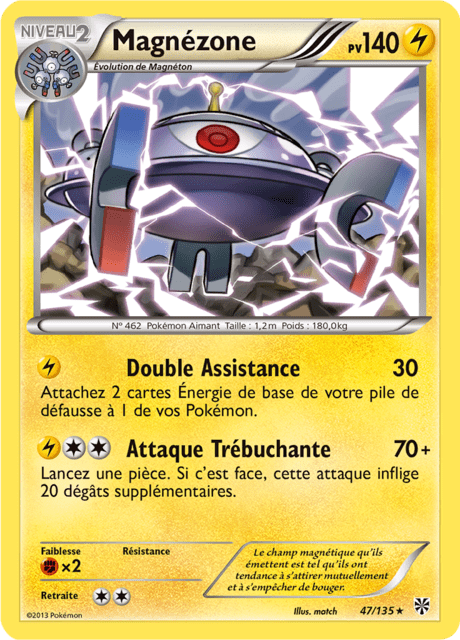 NIVEAU2
Magnézone
PV140
Évolution de Magnéton
N° 462 Pokémon Aimant Taille : 1,2m Poids : 180,0kg
Double Assistance 30
Attachez 2 cartes Énergie de base de votre pile de
défausse à 1 de vos Pokémon.
Attaque Trébuchante 70+
Lancez une pièce. Si c'est face, cette attaque inflige
20 dégâts supplémentaires.
Faiblesse Résistance
×2
Retraite
Le champ magnétique qu'ils
émettent est tel qu'ils ont
tendance à s'attirer mutuellement
et à s'empêcher de bouger.
©2013 Pokémon
Illus. match 47/135